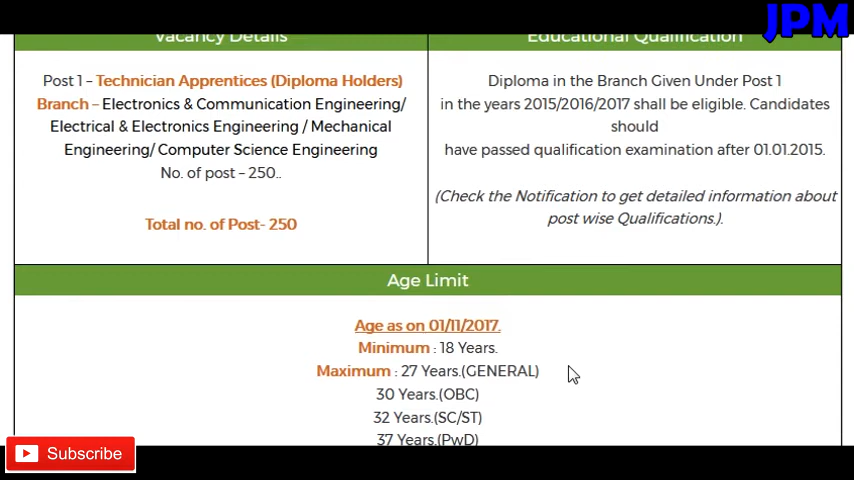 JPM
Vacancy Details
Educational Qualification
Post 1 – Technician Apprentices (Diploma Holders)
Branch – Electronics & Communication Engineering/
Electrical & Electronics Engineering / Mechanical
Engineering/ Computer Science Engineering
No. of post – 250..
Total no. of Post- 250
Diploma in the Branch Given Under Post 1
in the years 2015/2016/2017 shall be eligible. Candidates
should
have passed qualification examination after 01.01.2015.
(Check the Notification to get detailed information about
post wise Qualifications.).
Age Limit
Age as on 01/11/2017.
Minimum : 18 Years.
Maximum : 27 Years.(GENERAL)
30 Years.(OBC)
32 Years.(SC/ST)
37 Years.(PwD)
Subscribe